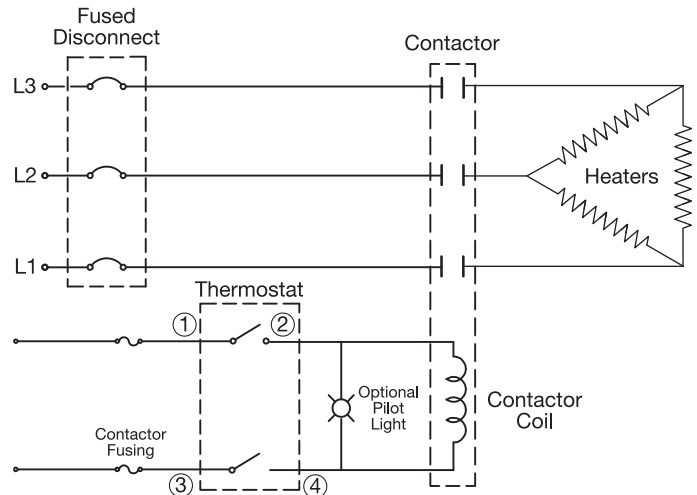 Fused
Disconnect
Contactor
L3
L2
Heaters
L1
Thermostat
1 2
Optional
Pilot
Light
Contactor
Coil
Contactor
Fusing
3 4